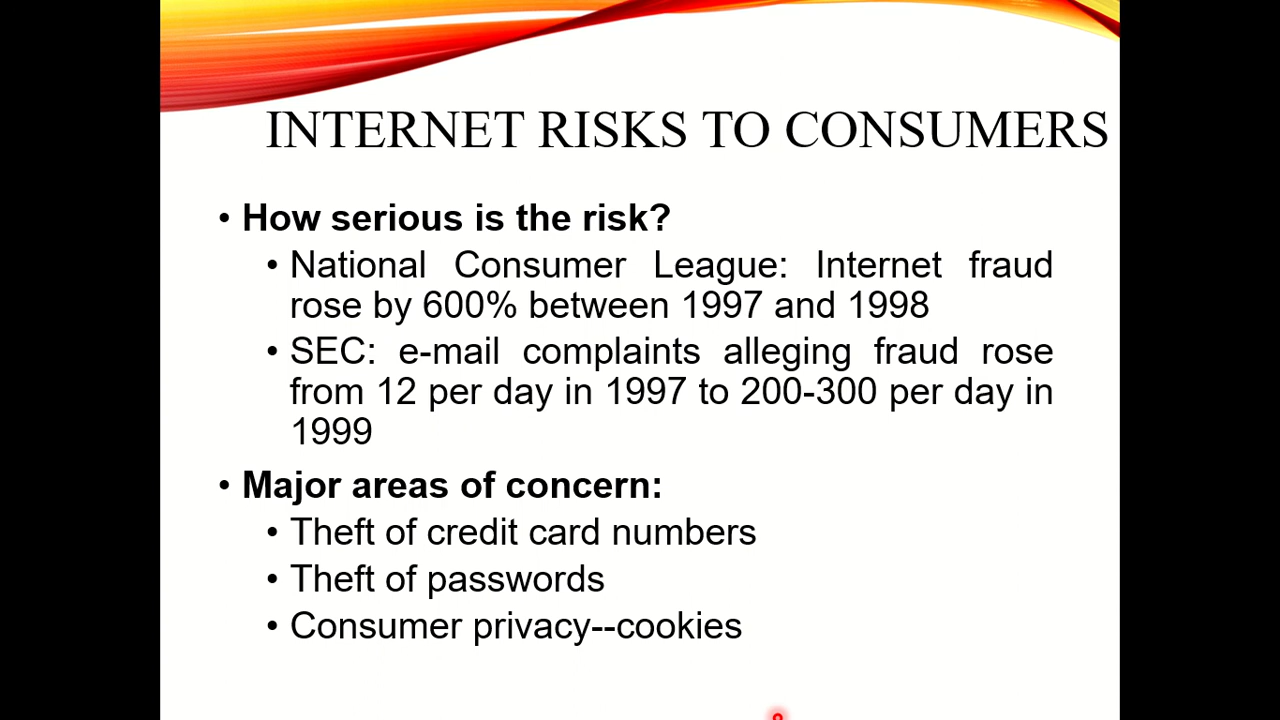 INTERNET RISKS TO CONSUMERS
• How serious is the risk?
• National Consumer League: Internet fraud
rose by 600% between 1997 and 1998
• SEC: e-mail complaints alleging fraud rose
from 12 per day in 1997 to 200-300 per day in
1999
• Major areas of concern:
• Theft of credit card numbers
• Theft of passwords
• Consumer privacy--cookies